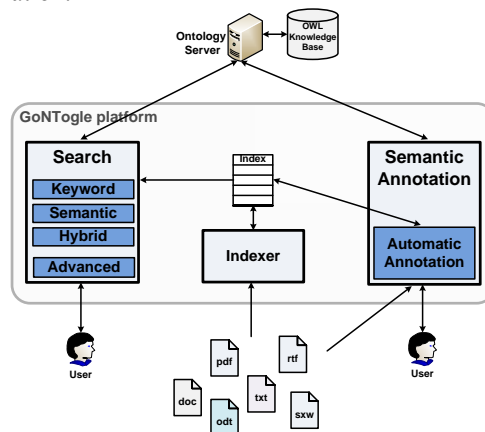 Ontology
Server
OWL
Knowledge
Base
GoNTogle platform
Search
Keyword
Semantic
Hybrid
Advanced
Index
Indexer
Semantic
Annotation
Automatic
Annotation
User
pdf
rtf
doc
txt
odt
sxw
User